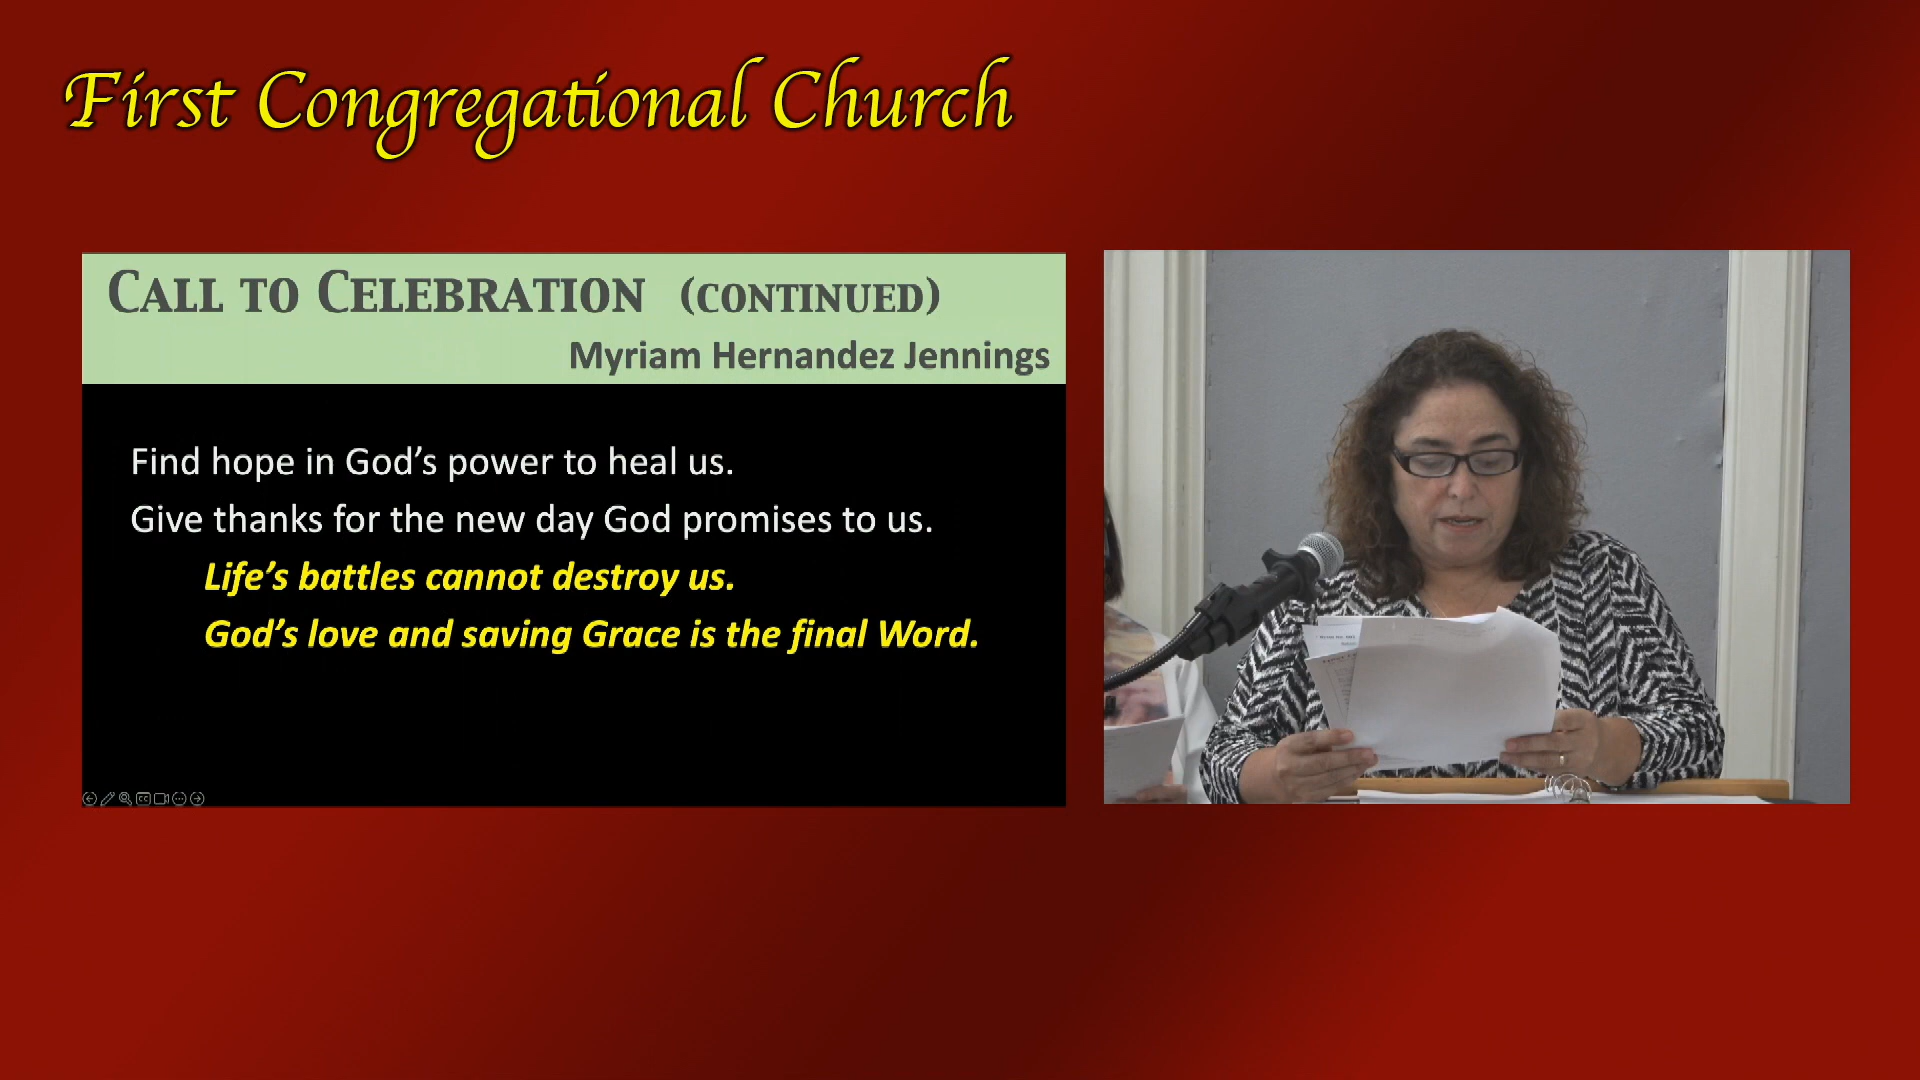 First Congregational Church
CALL TO CELEBRATION (CONTINUED)
Myriam Hernandez Jennings
Find hope in God’s power to heal us.
Give thanks for the new day God promises to us.
Life’s battles cannot destroy us.
God’s love and saving Grace is the final Word.